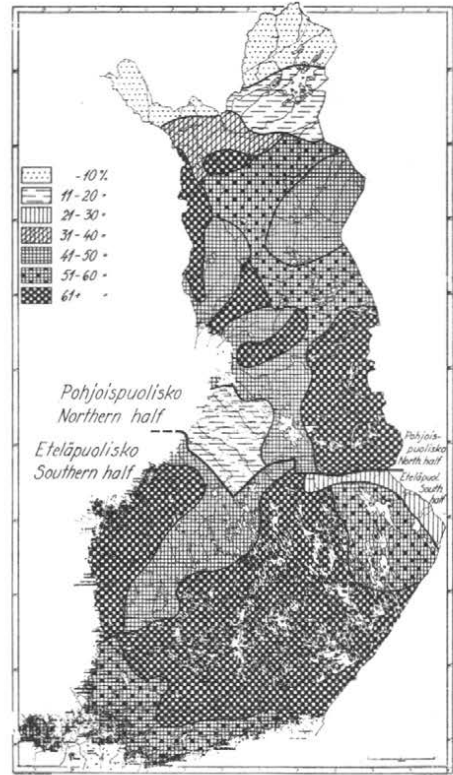 -10%
11-20 "
21-30 "
31-40 "
41-50 "
51-60 "
61+ "
Pohjoispuolisko
Northern half
Eteläpuolisko
Southern half
Pohjois-
puolisko
North. half
Eteläpuol.
South.
half